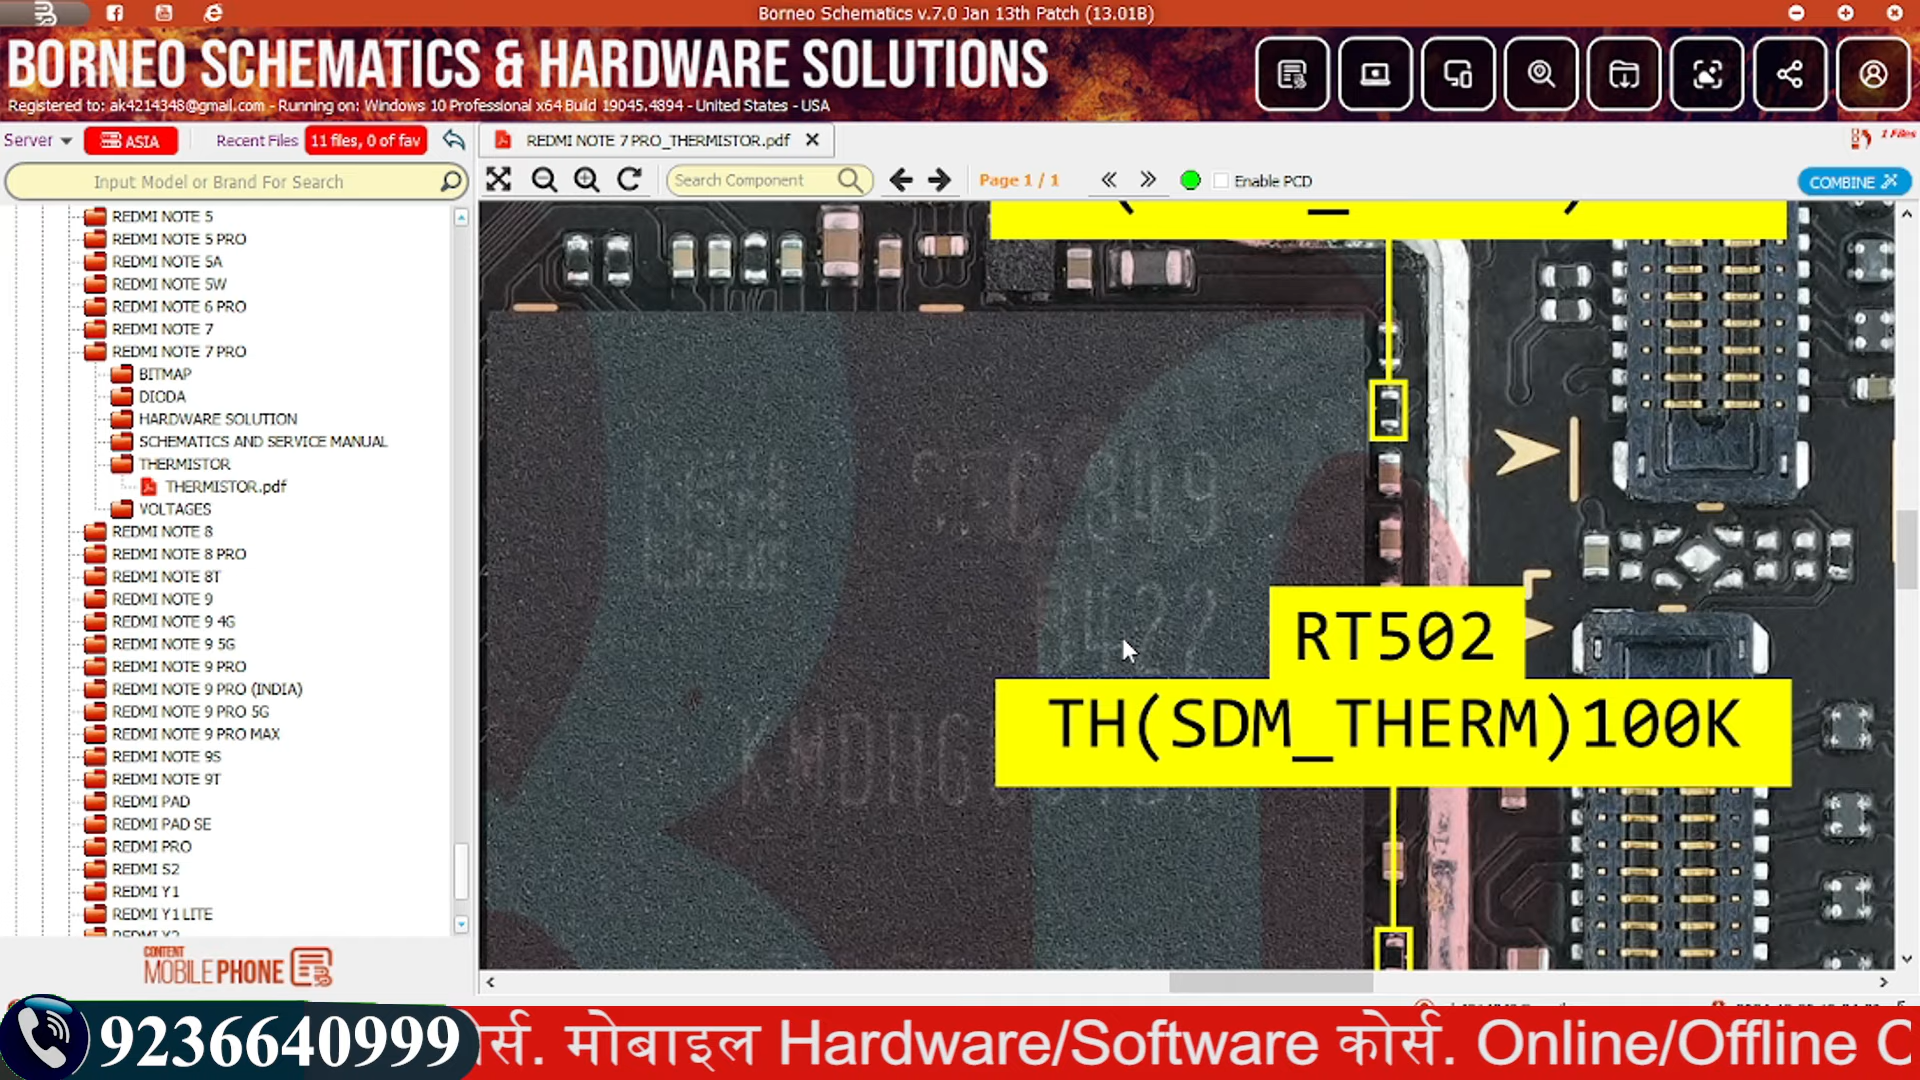 Borneo Schematics v.7.0 Jan 13th Patch (13.01B)
BORNEO SCHEMATICS & HARDWARE SOLUTIONS
Registered to: ak4214348@gmail.com - Running on: Windows 10 Professional x64 Build 19045.4894 - United States - USA
Server
ASIA
Recent Files
11 files, 0 of fav
REDMI NOTE 7 PRO_THERMISTOR.pdf
1 Files
Input Model or Brand For Search
Search Component
Page 1 / 1
Enable PCD
COMBINE
REDMI NOTE 5
REDMI NOTE 5 PRO
REDMI NOTE 5A
REDMI NOTE 5W
REDMI NOTE 6 PRO
REDMI NOTE 7
REDMI NOTE 7 PRO
BITMAP
DIODA
HARDWARE SOLUTION
SCHEMATICS AND SERVICE MANUAL
THERMISTOR
THERMISTOR.pdf
VOLTAGES
REDMI NOTE 8
REDMI NOTE 8 PRO
REDMI NOTE 8T
REDMI NOTE 9
REDMI NOTE 9 4G
REDMI NOTE 9 5G
REDMI NOTE 9 PRO
REDMI NOTE 9 PRO (INDIA)
REDMI NOTE 9 PRO 5G
REDMI NOTE 9 PRO MAX
REDMI NOTE 9S
REDMI NOTE 9T
REDMI PAD
REDMI PAD SE
REDMI PRO
REDMI S2
REDMI Y1
REDMI Y1 LITE
849
RT502
TH(SDM_THERM)100K
CONTENT
MOBILE PHONE
9236640999
र्स. मोबाइल Hardware/Software कोर्स. Online/Offline C